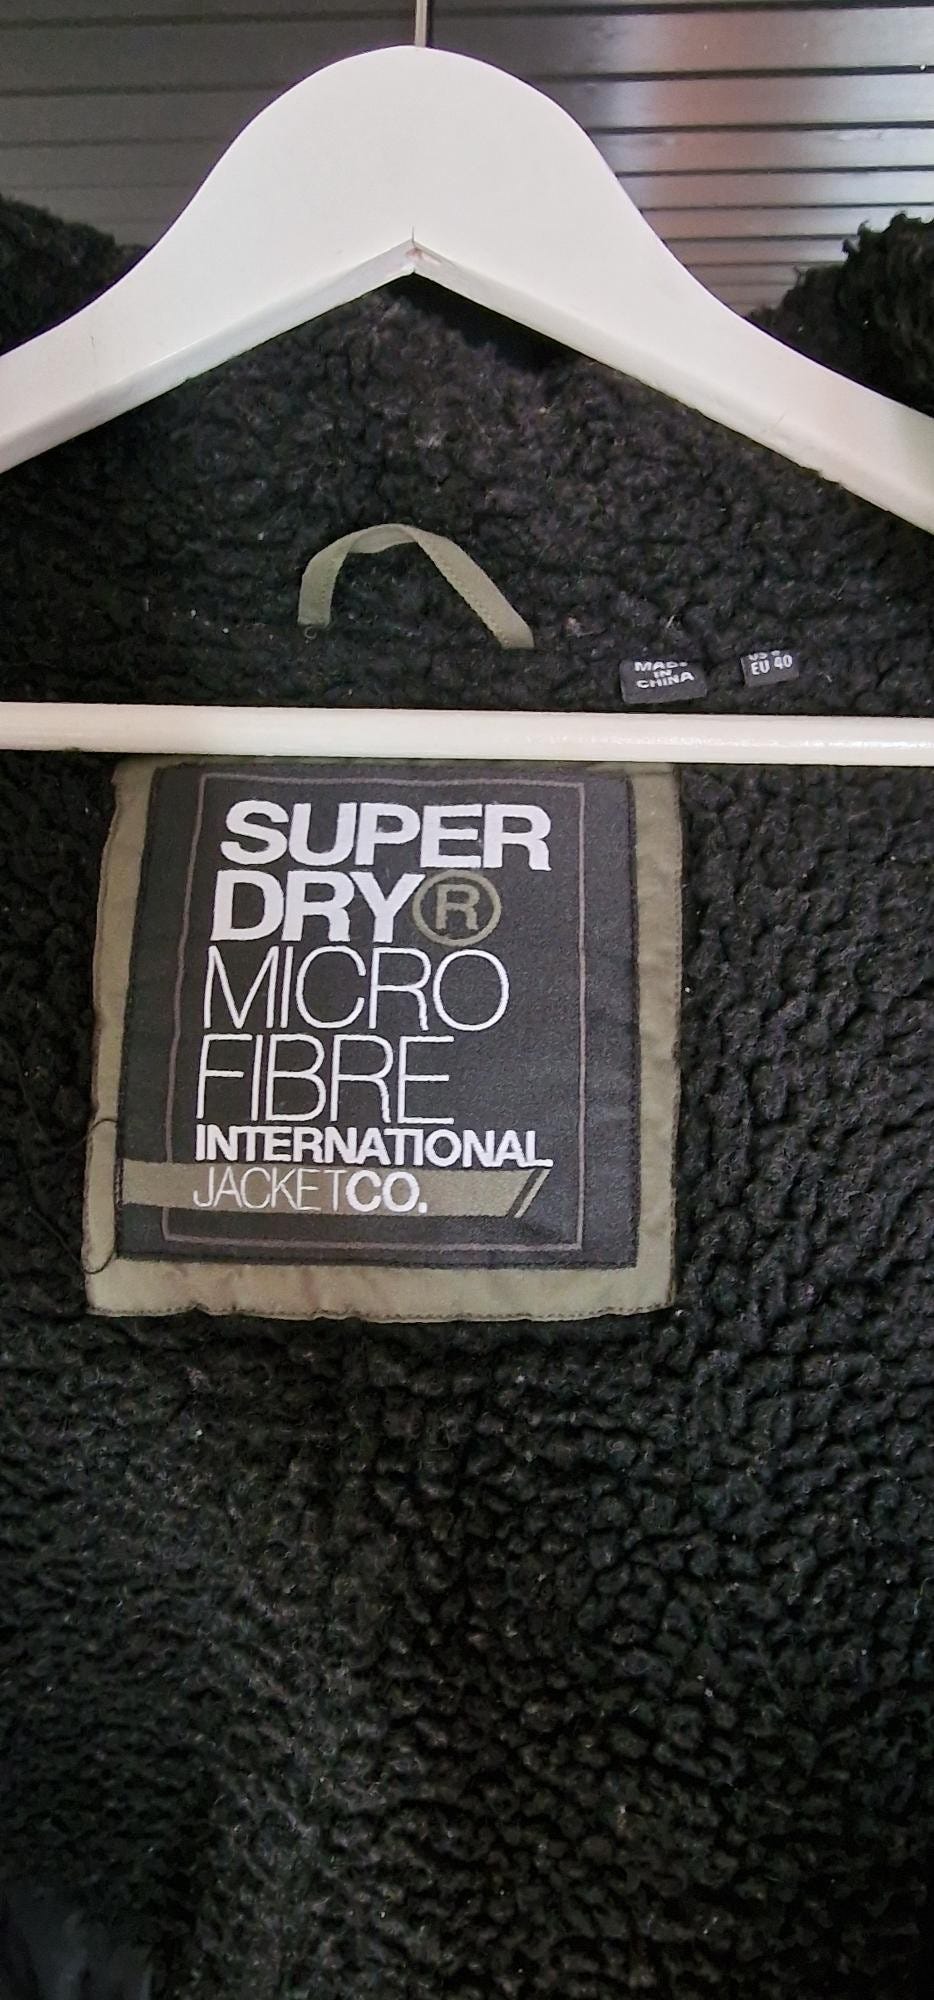 MADE
IN
CHINA
EU 40
SUPER
DRY®
MICRO
FIBRE
INTERNATIONAL
JACKETCO.